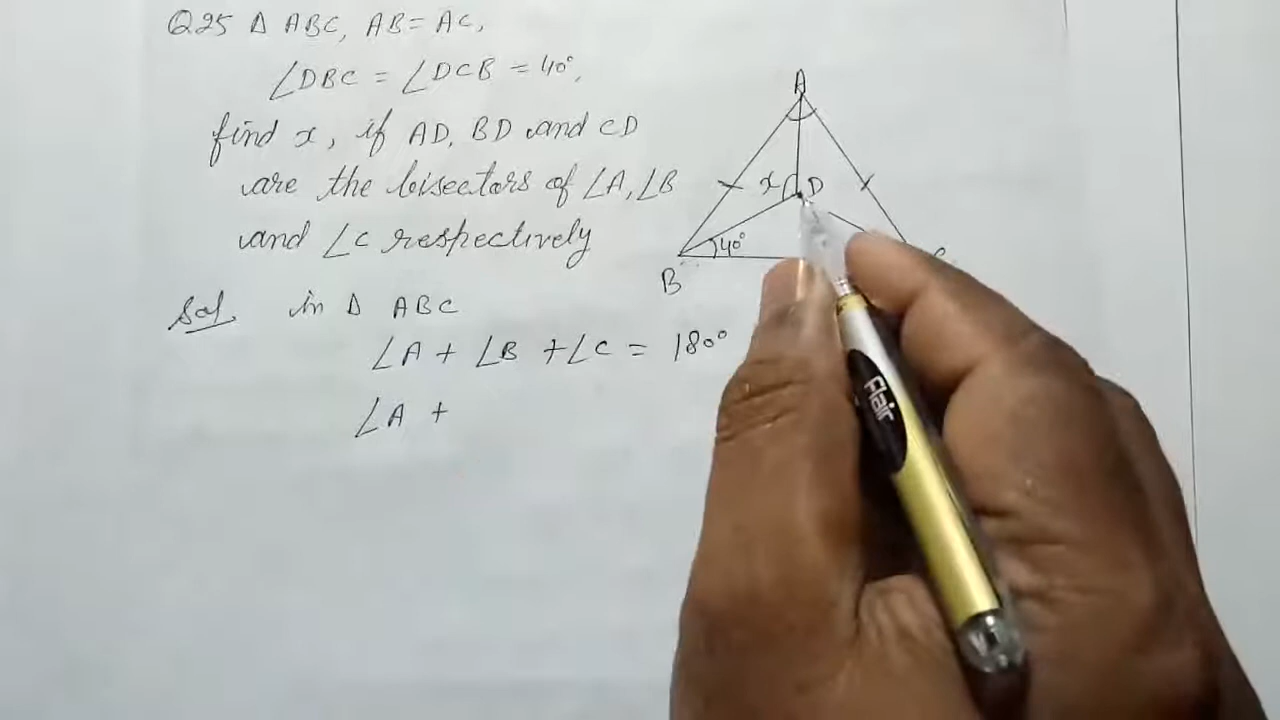 Q25 Δ ABC, AB = AC,
∠DBC = ∠DCB = 40°,
find x, if AD, BD and CD
are the bisectors of ∠A, ∠B
and ∠C respectively
Sol. in Δ ABC
∠A + ∠B + ∠C = 180°
∠A +
A
x D
40°
B C
Flair